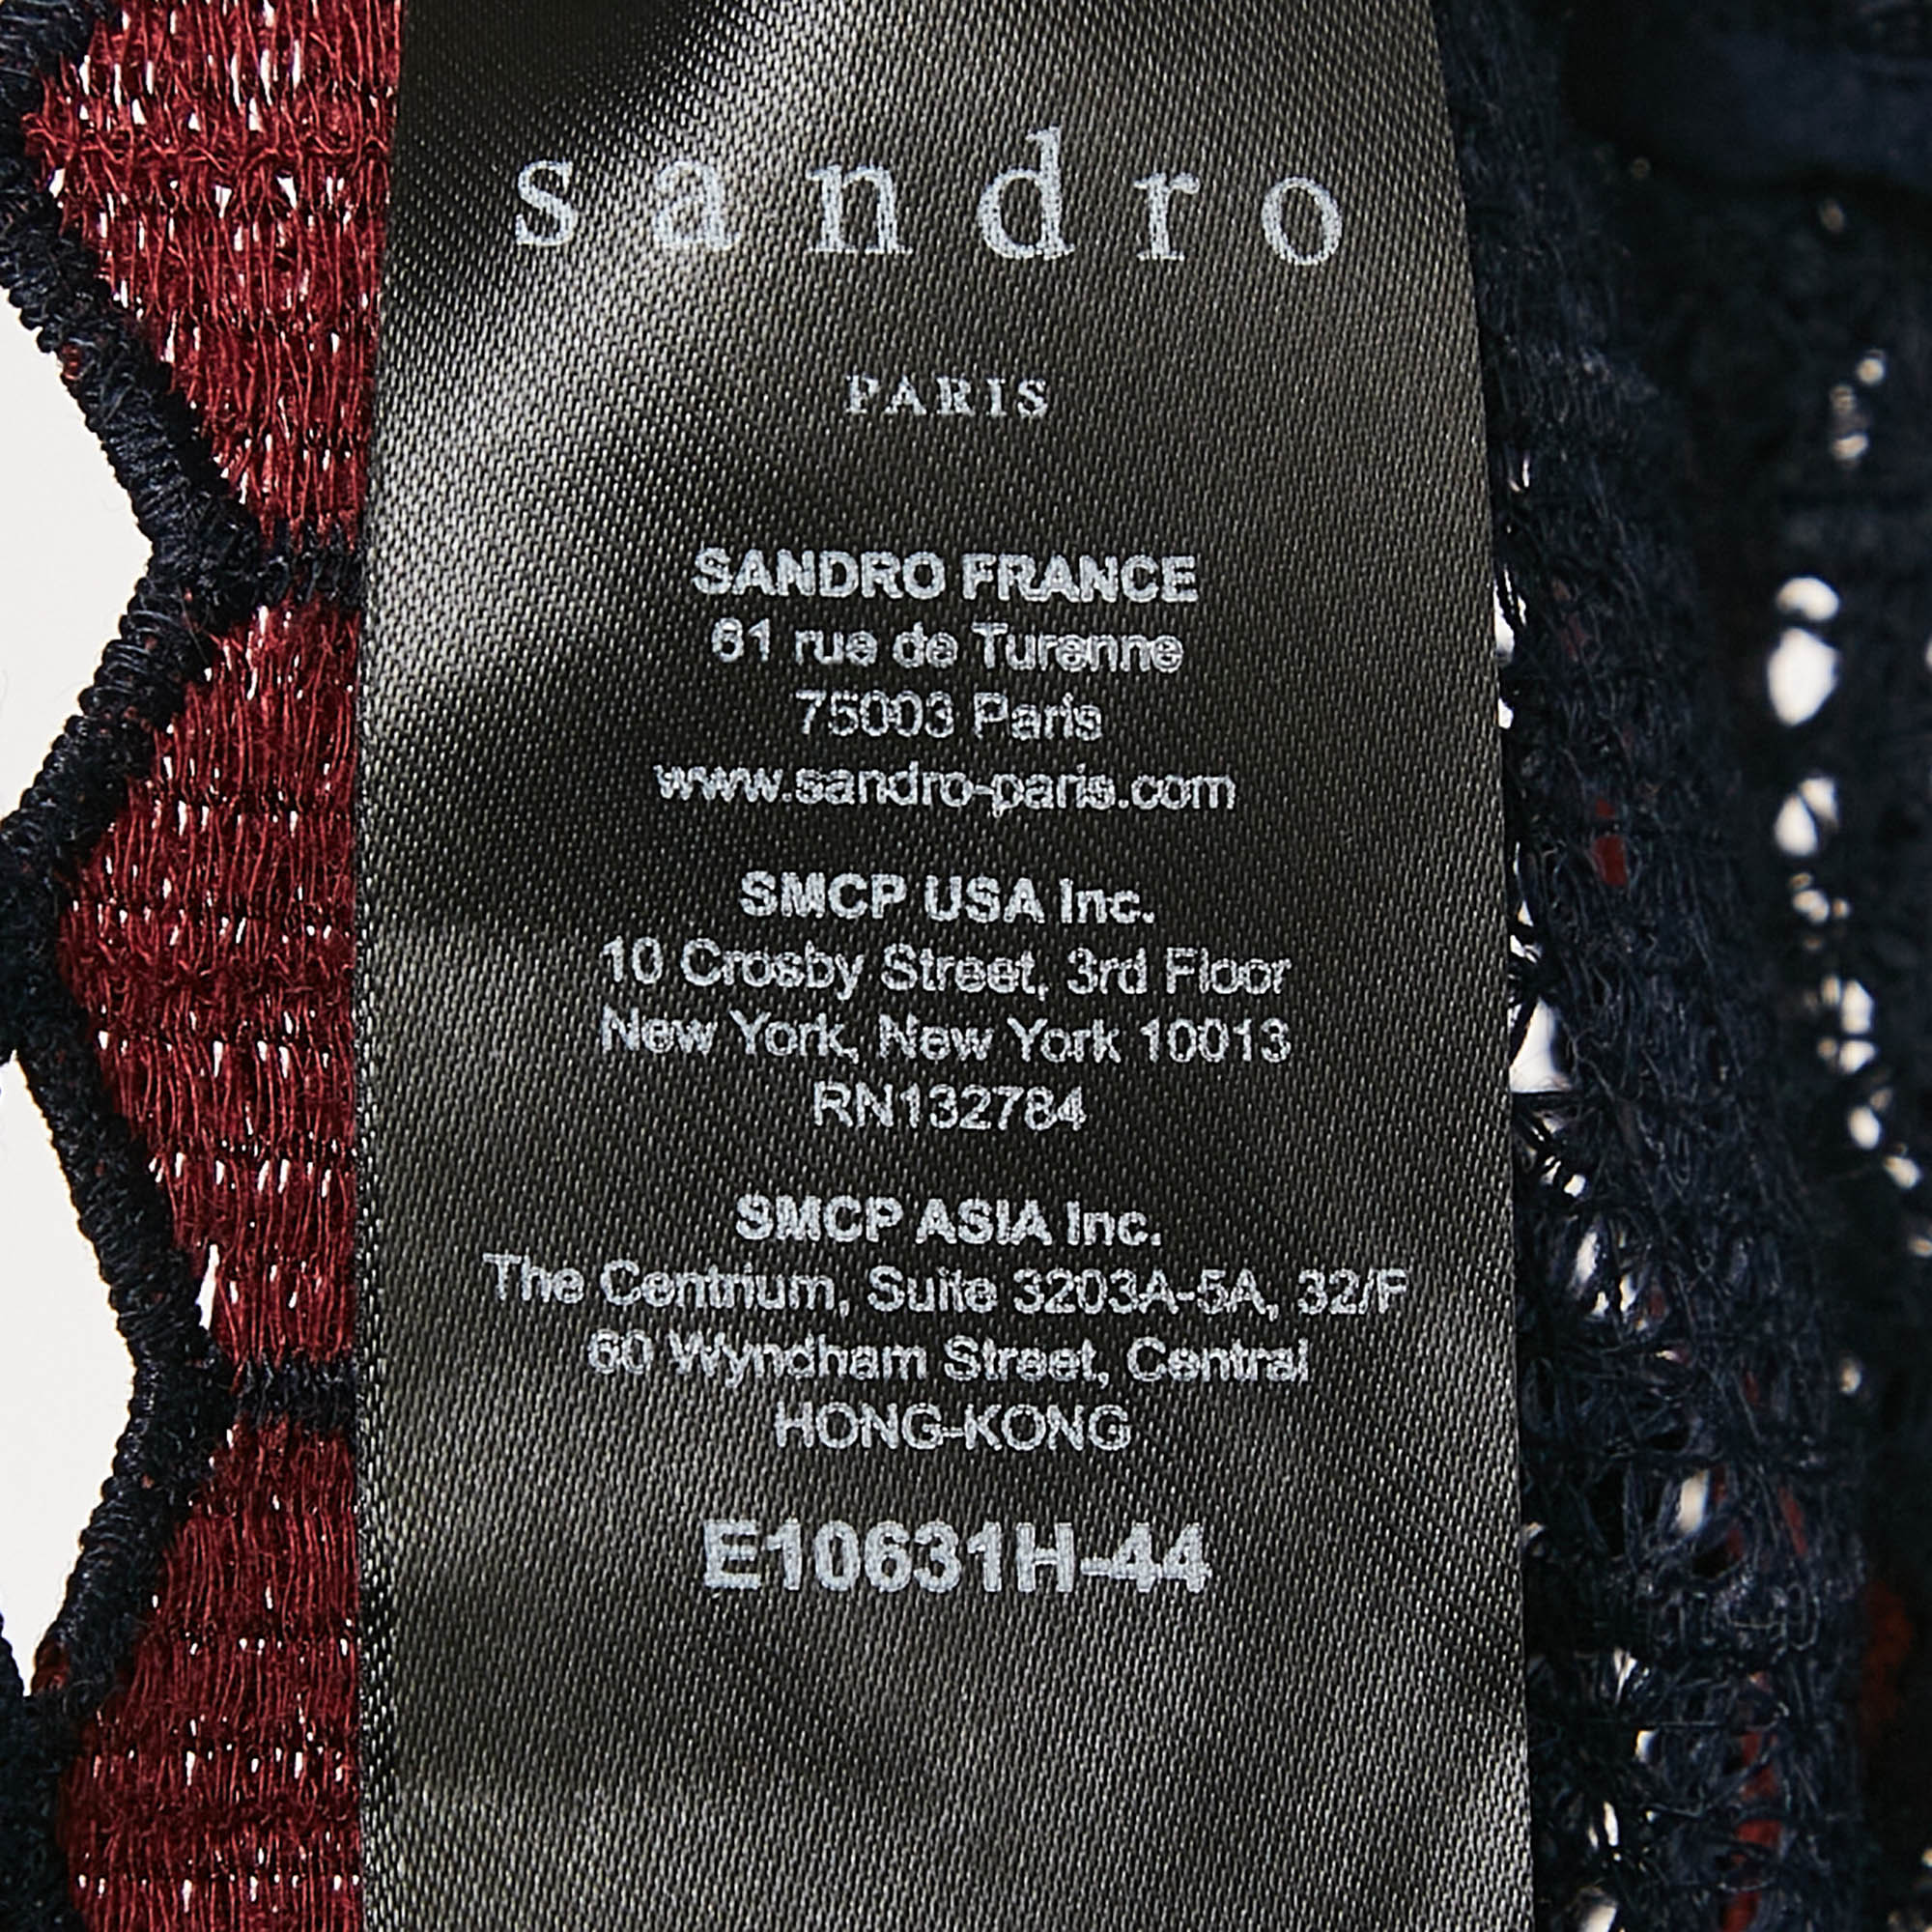 sandro
PARIS
SANDRO FRANCE
61 rue de Turenne
75003 Paris
www.sandro-paris.com
SMCP USA Inc.
10 Crosby Street, 3rd Floor
New York, New York 10013
RN132784
SMCP ASIA Inc.
The Centrium, Suite 3203A-5A, 32/F
60 Wyndham Street, Central
HONG-KONG
E10631H-44